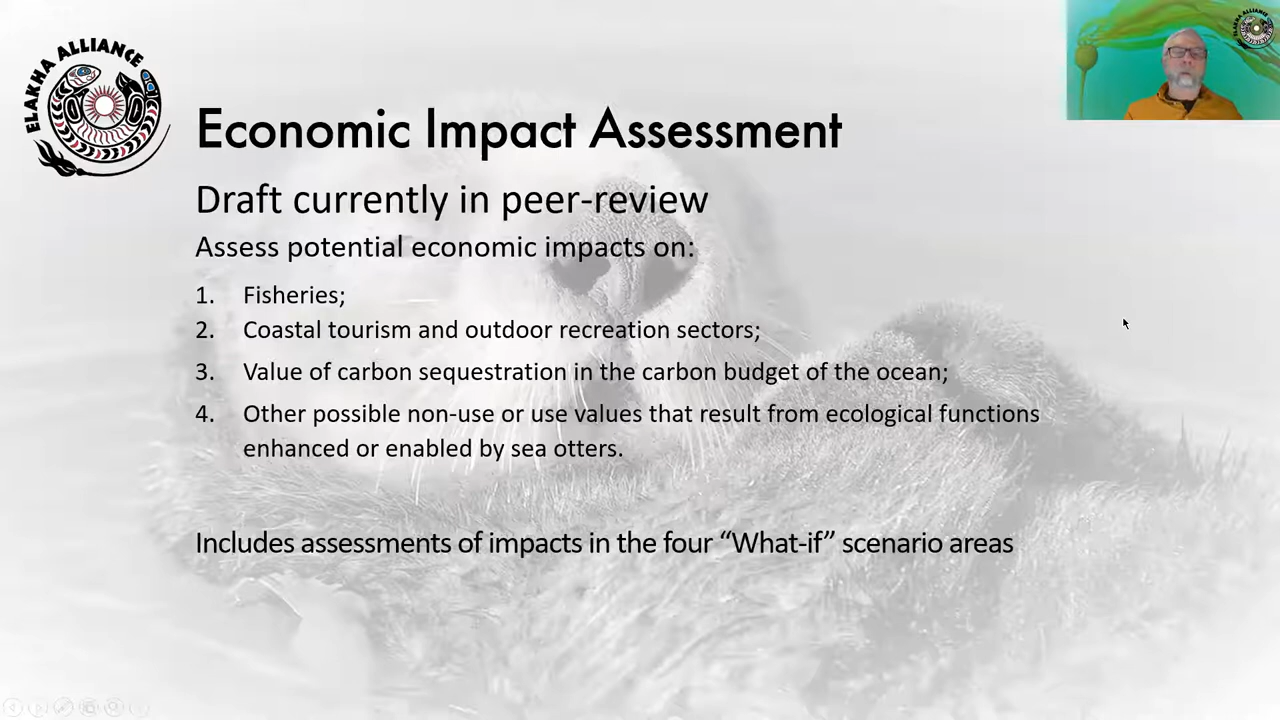 ELAKHA ALLIANCE
Economic Impact Assessment
Draft currently in peer-review
Assess potential economic impacts on:
1. Fisheries;
2. Coastal tourism and outdoor recreation sectors;
3. Value of carbon sequestration in the carbon budget of the ocean;
4. Other possible non-use or use values that result from ecological functions
enhanced or enabled by sea otters.
Includes assessments of impacts in the four “What-if” scenario areas